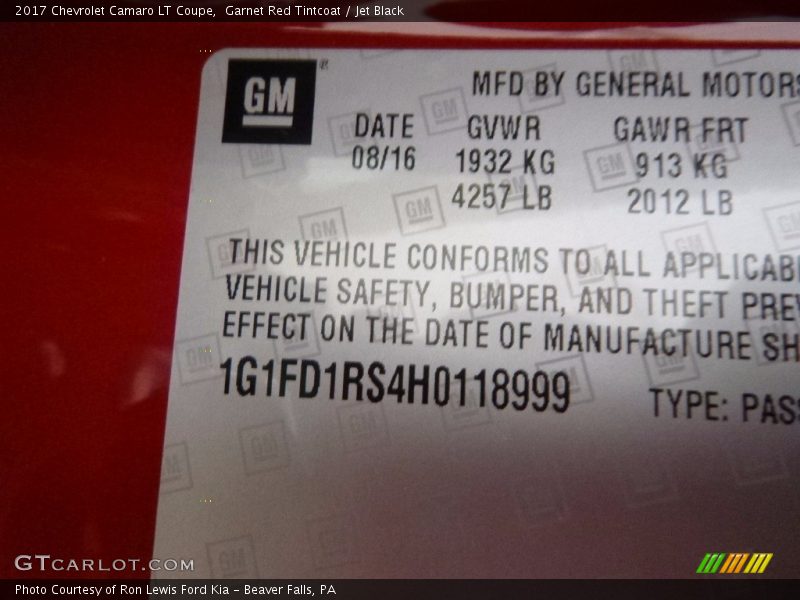 2017 Chevrolet Camaro LT Coupe,  Garnet Red Tintcoat / Jet Black
GM®
MFD BY GENERAL MOTORS
DATE GVWR GAWR FRT
08/16 1932 KG 913 KG
4257 LB 2012 LB
THIS VEHICLE CONFORMS TO ALL APPLICAB
VEHICLE SAFETY, BUMPER, AND THEFT PREV
EFFECT ON THE DATE OF MANUFACTURE SH
1G1FD1RS4H0118999
TYPE: PASS
GTCARLOT.COM
Photo Courtesy of Ron Lewis Ford Kia – Beaver Falls, PA